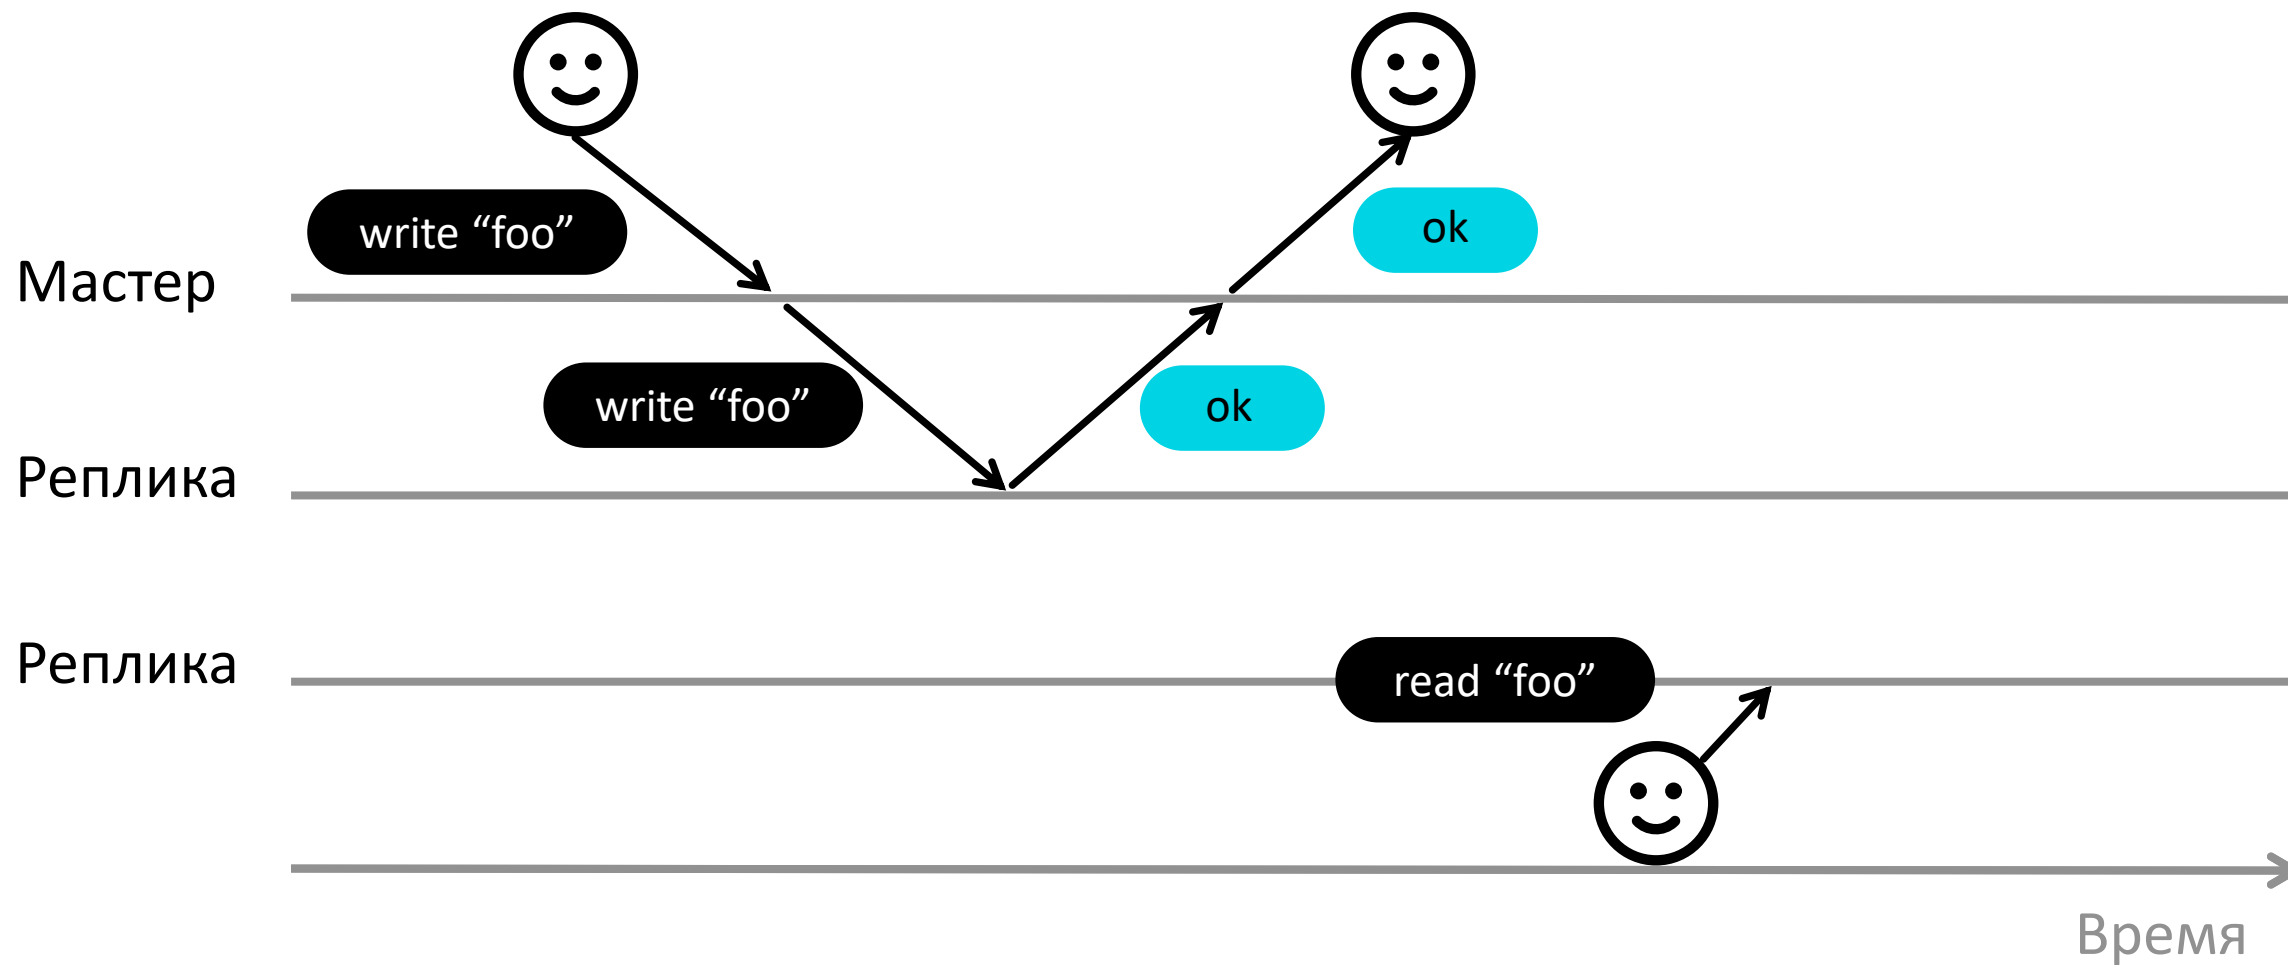 write “foo”
ok
Мастер
write “foo”
ok
Реплика
Реплика
read “foo”
Время